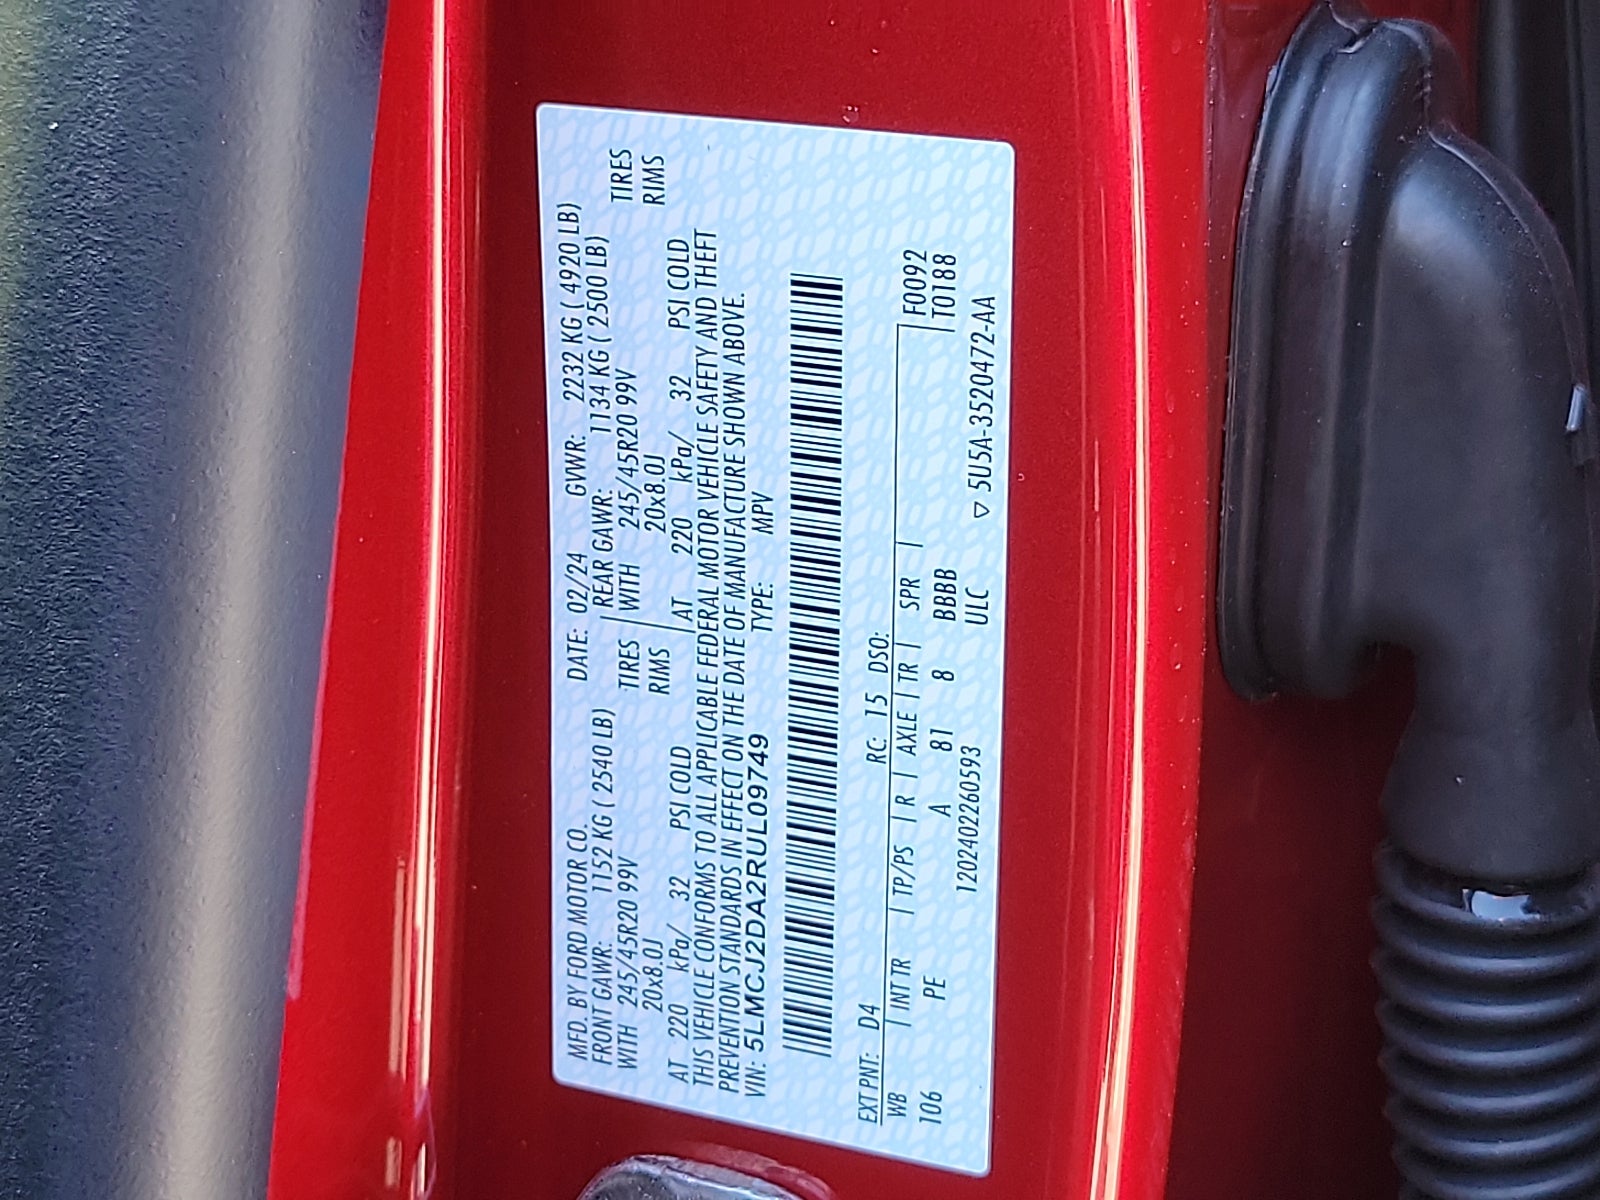 MFD. BY FORD MOTOR CO. DATE: 02/24 GVWR: 2232 KG ( 4920 LB)
FRONT GAWR: 1152 KG ( 2540 LB) REAR GAWR: 1134 KG ( 2500 LB)
WITH 245/45R20 99V TIRES WITH 245/45R20 99V TIRES
20x8.0J RIMS 20x8.0J RIMS
AT 220 kPa/ 32 PSI COLD AT 220 kPa/ 32 PSI COLD
THIS VEHICLE CONFORMS TO ALL APPLICABLE FEDERAL MOTOR VEHICLE SAFETY AND THEFT
PREVENTION STANDARDS IN EFFECT ON THE DATE OF MANUFACTURE SHOWN ABOVE.
VIN: 5LMCJ2DA2RUL09749 TYPE: MPV
EXT PNT: D4 RC: 15 DSO:
WB INT TR TP/PS R AXLE TR SPR F0092
106 PE A 81 8 BBBB T0188
ULC
1202402260593 ▽ 5U5A-3520472-AA